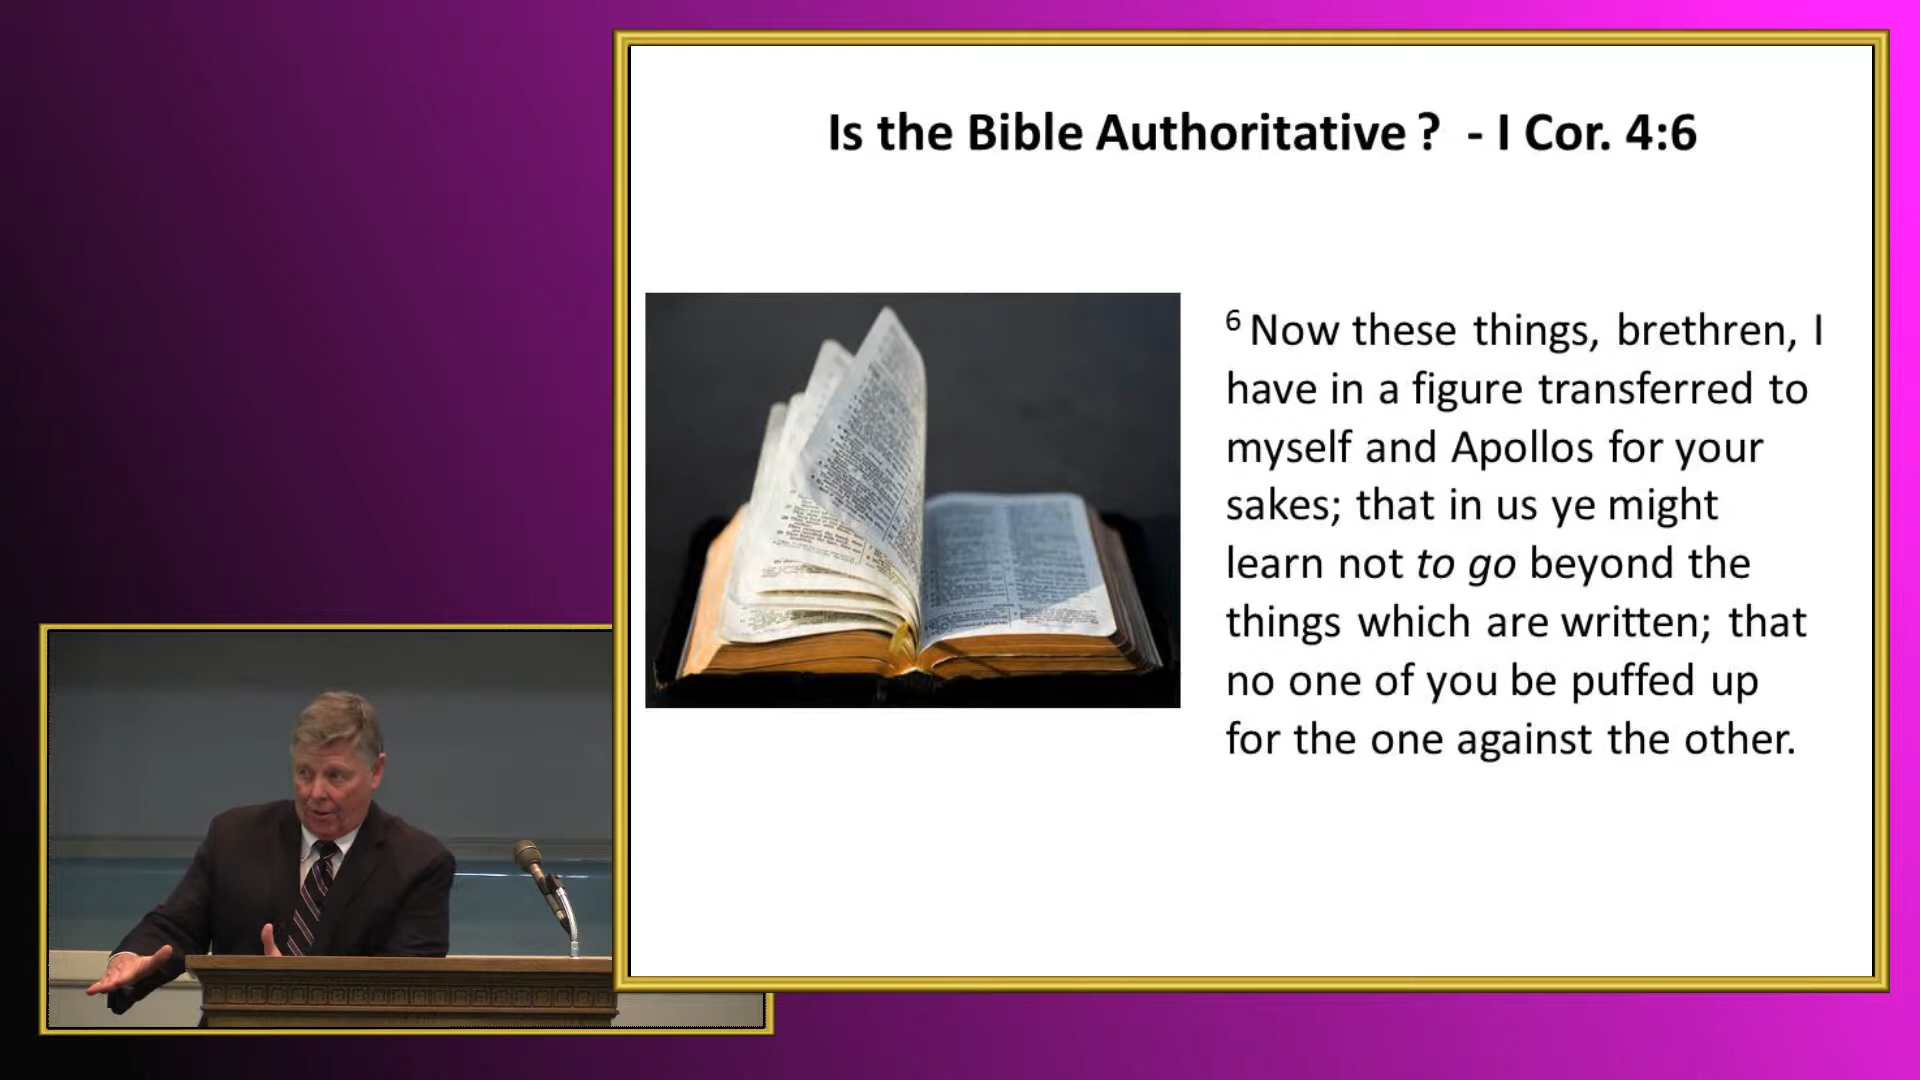 Is the Bible Authoritative ?  - I Cor. 4:6
6 Now these things, brethren, I
have in a figure transferred to
myself and Apollos for your
sakes; that in us ye might
learn not to go beyond the
things which are written; that
no one of you be puffed up
for the one against the other.